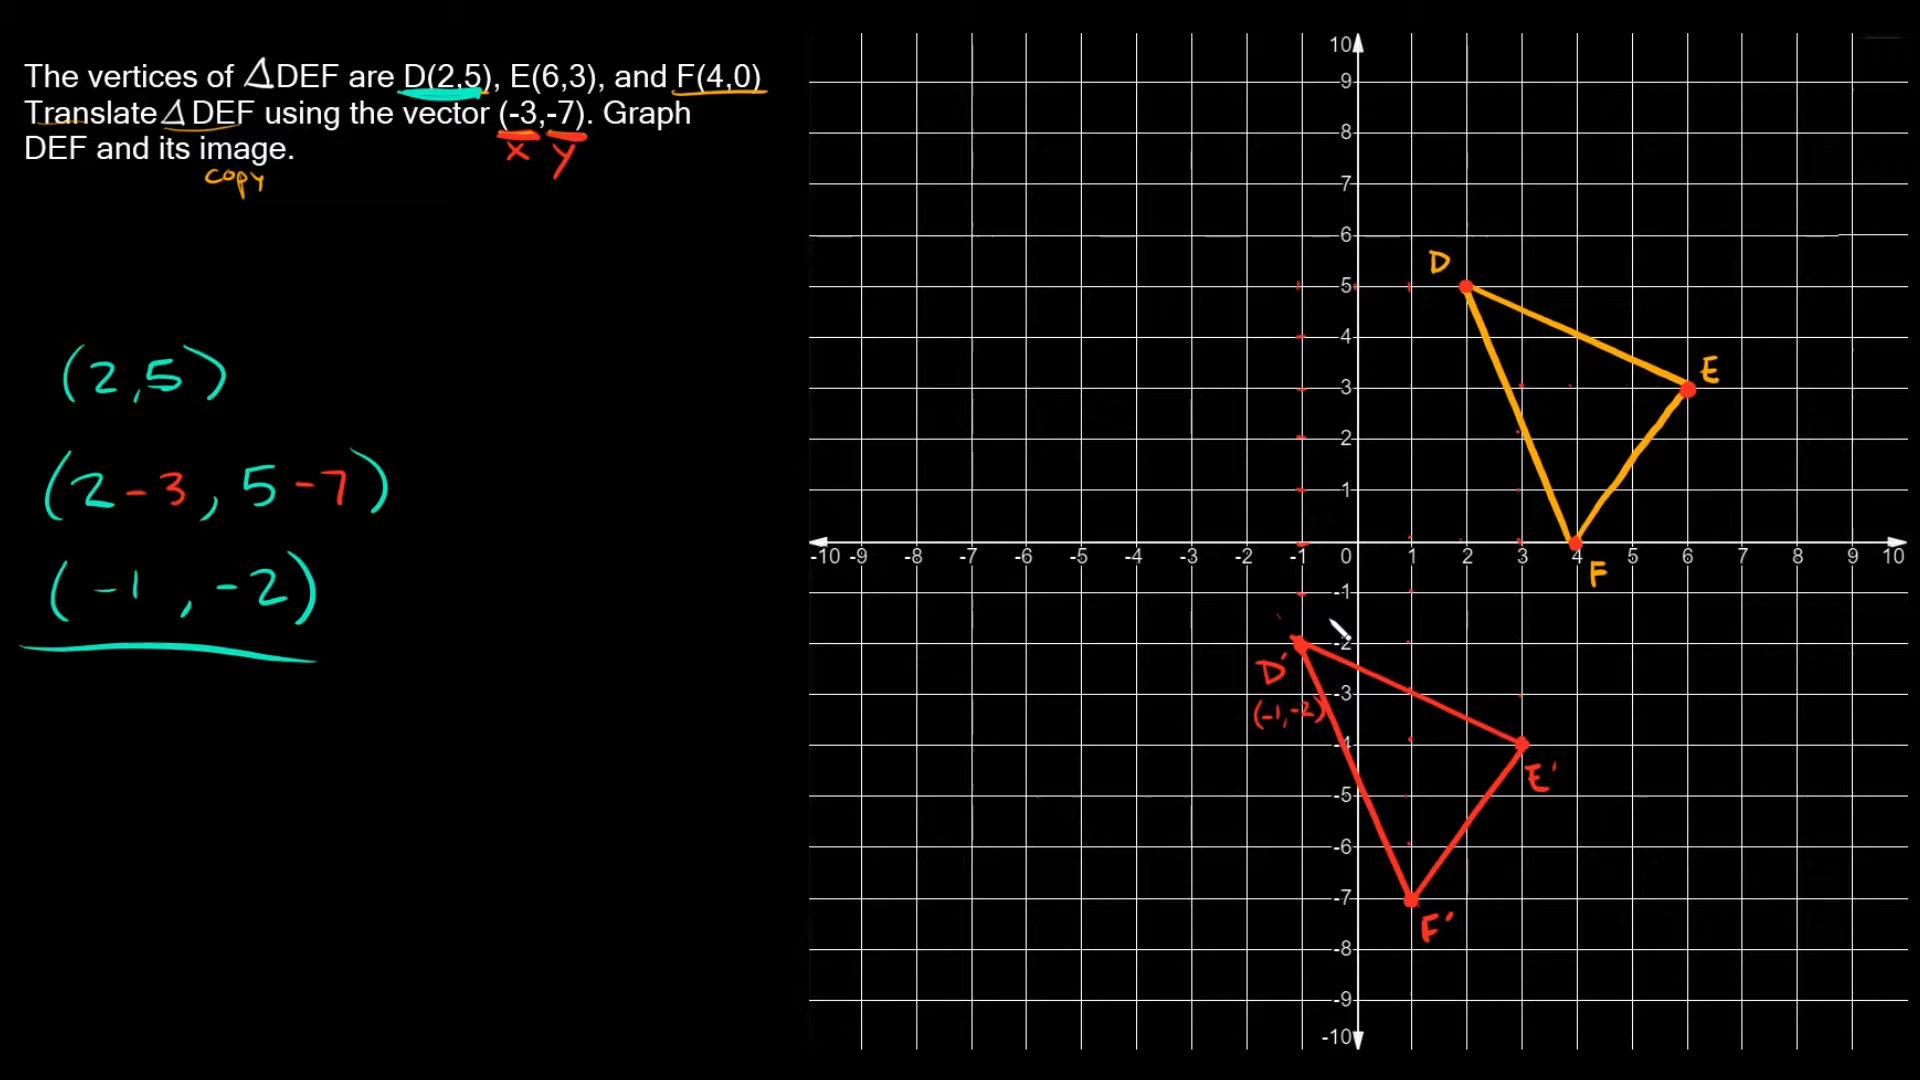 The vertices of △DEF are D(2,5), E(6,3), and F(4,0)
Translate △DEF using the vector (-3,-7). Graph
x y
DEF and its image.
copy
(2,5)
(2-3, 5-7)
(-1, -2)
10
9
8
7
6
D
5
4
E
3
2
1
-10 -9 -8 -7 -6 -5 -4 -3 -2 -1 0 1 2 3 4 5 6 7 8 9 10
F
-1
-2
D'
-3
(-1,-2)
-4
E'
-5
-6
-7
F'
-8
-9
-10